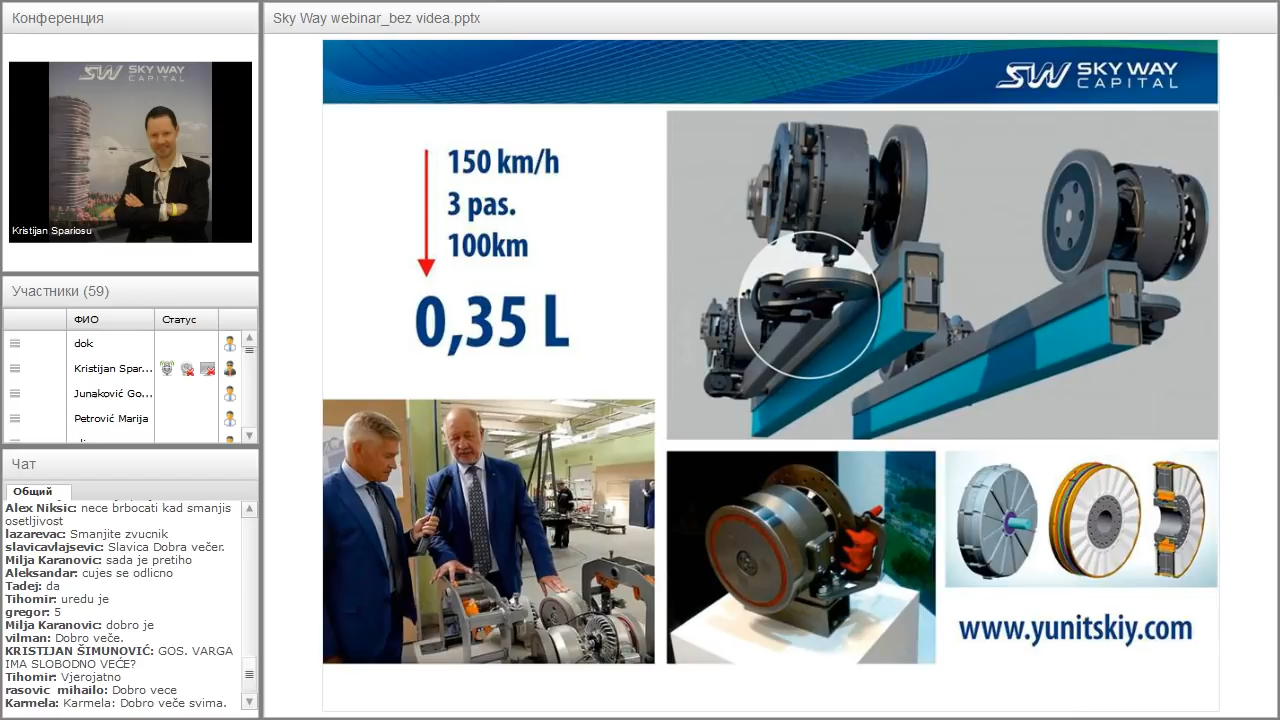 Конференция
Kristijan Spariosu
Участники (59)
ФИО
Статус
dok
Kristijan Spar...
Junaković Go...
Petrović Marija
Чат
Общий
Alex Niksic: nece brbocati kad smanjis
osetljivost
lazarevac: Smanjite zvucnik
slavicavlajsevic: Slavica Dobra večer.
Milja Karanovic: sada je pretiho
Aleksandar: cujes se odlicno
Tadej: da
Tihomir: uredu je
gregor: 5
Milja Karanovic: dobro je
vilman: Dobro veče.
KRISTIJAN ŠIMUNOVIĆ: GOS. VARGA
IMA SLOBODNO VEĆE?
Tihomir: Vjerojatno
rasovic_mihailo: Dobro vece
Karmela: Karmela: Dobro veče svima.
Sky Way webinar_bez videa.pptx
SW SKY WAY
CAPITAL
SW SKY WAY
CAPITAL
150 km/h
3 pas.
100km
0,35 L
www.yunitskiy.com